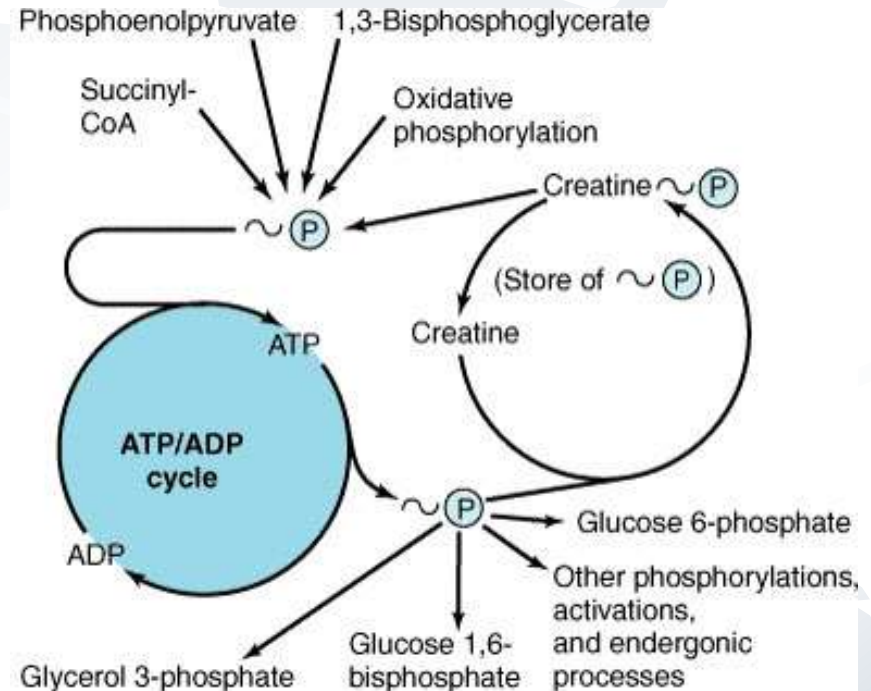 Phosphoenolpyruvate
1,3-Bisphosphoglycerate
Succinyl-
CoA
Oxidative
phosphorylation
Creatine ~ P
~ P
(Store of ~ P)
Creatine
ATP
ATP/ADP
cycle
~ P
Glucose 6-phosphate
ADP
Other phosphorylations,
activations,
and endergonic
processes
Glucose 1,6-
bisphosphate
Glycerol 3-phosphate